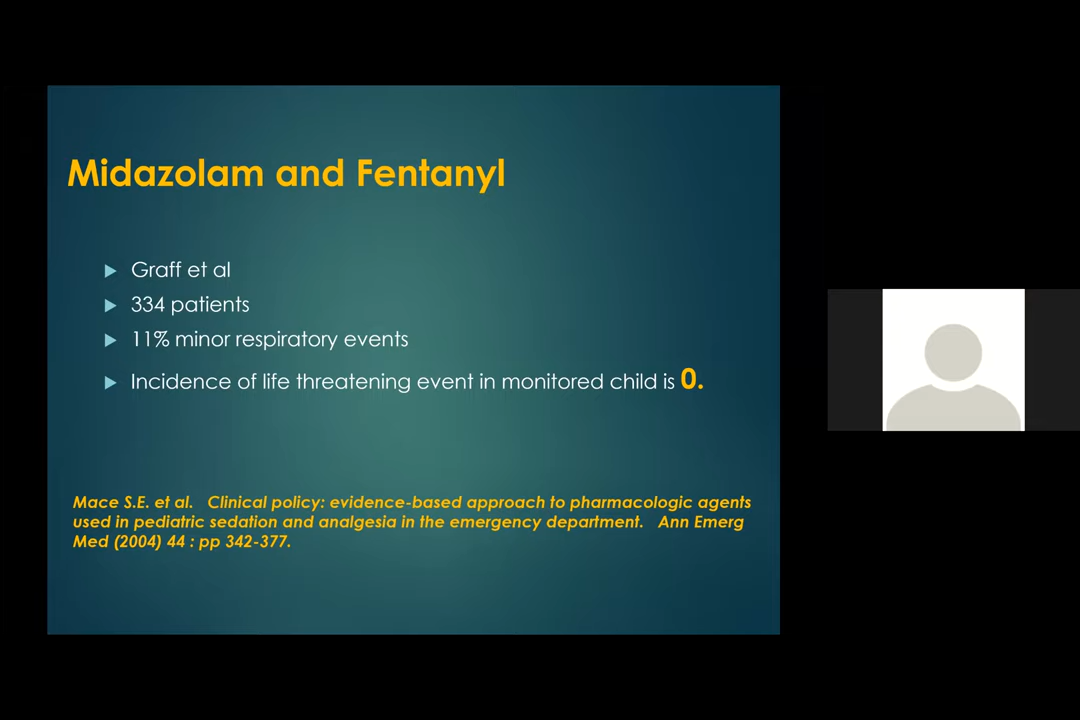 Midazolam and Fentanyl
Graff et al
334 patients
11% minor respiratory events
Incidence of life threatening event in monitored child is 0.
Mace S.E. et al. Clinical policy: evidence-based approach to pharmacologic agents
used in pediatric sedation and analgesia in the emergency department. Ann Emerg
Med (2004) 44 : pp 342-377.